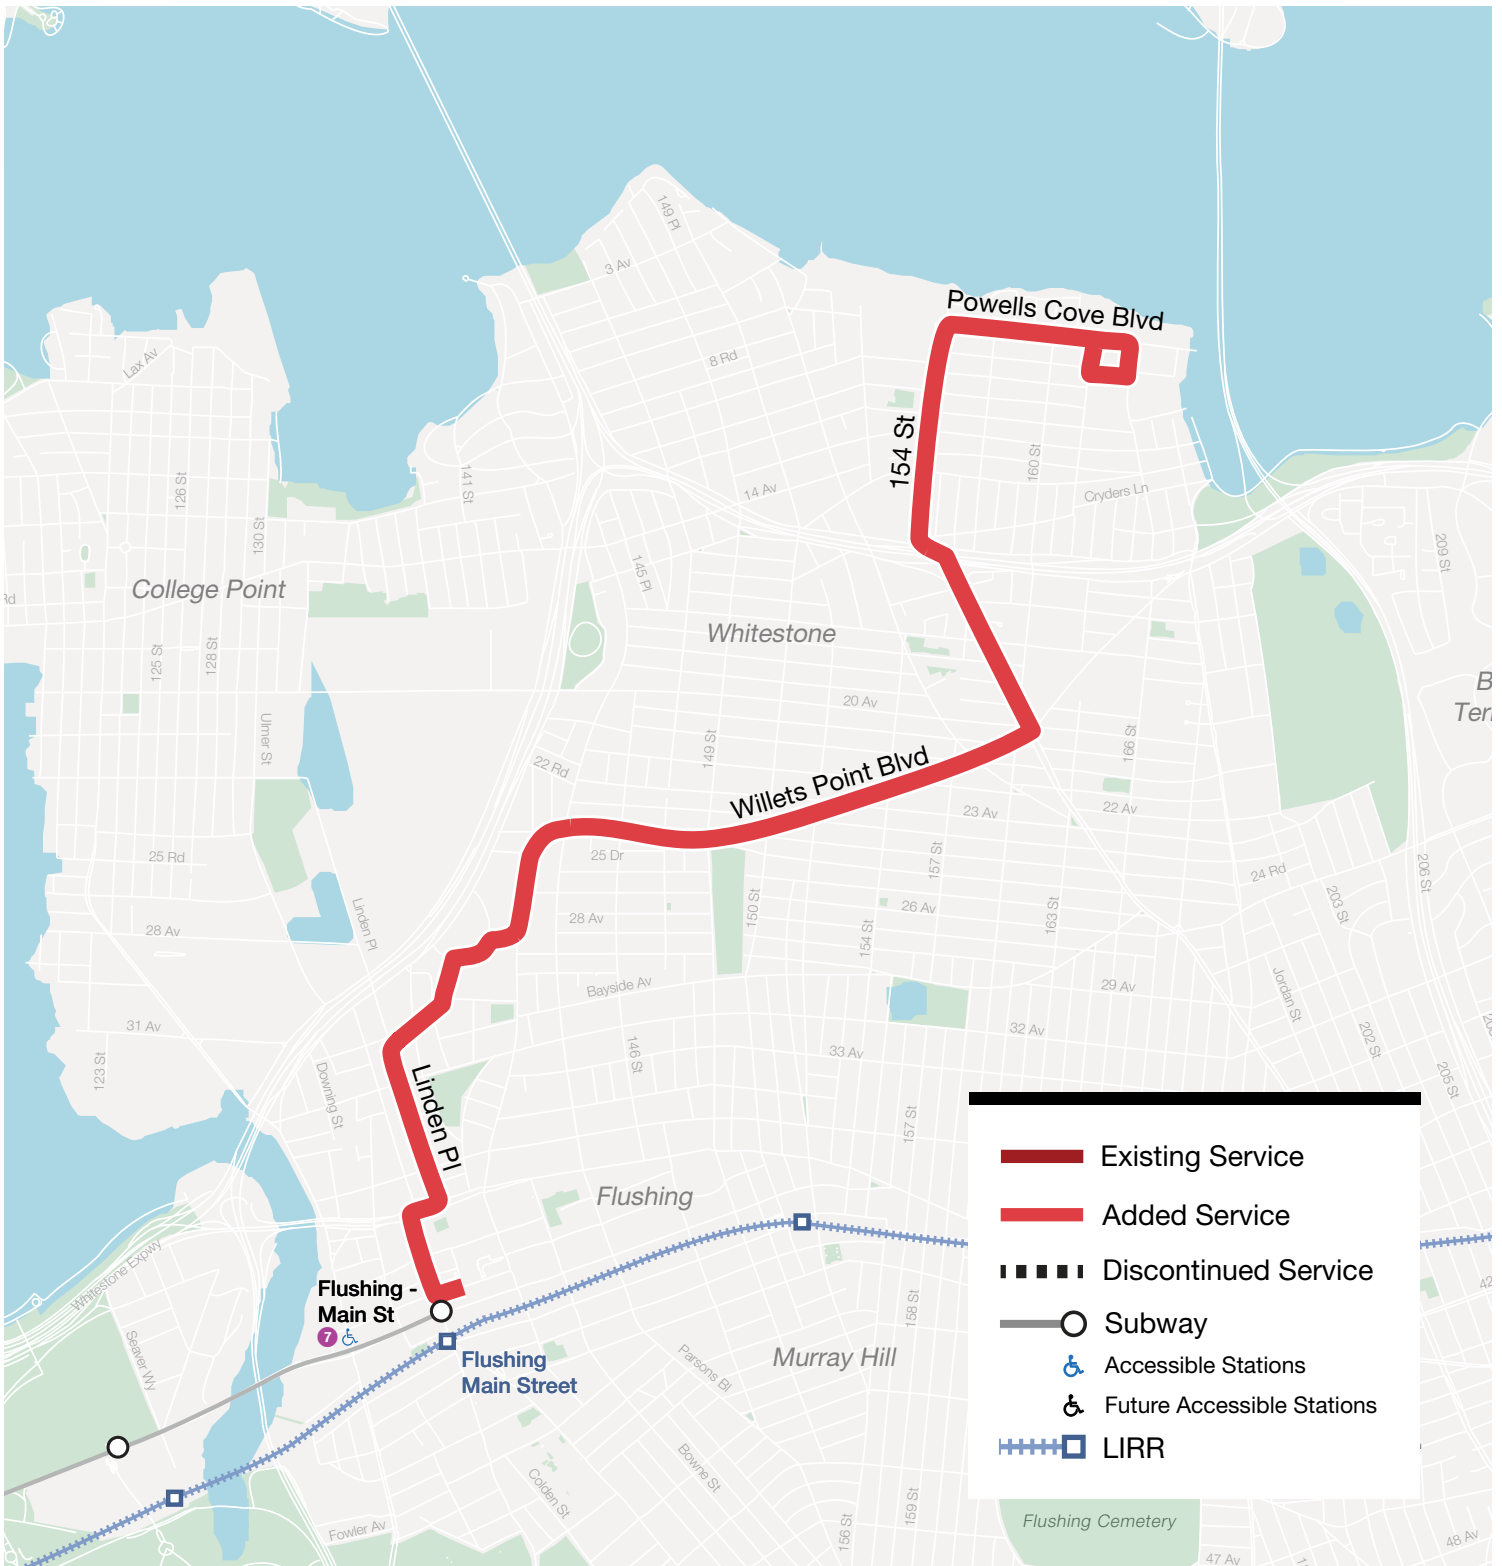 149 Pl
3 Av
Powells Cove Blvd
8 Rd
Lax Av
154 St
160 St
141 St
126 St
14 Av
Cryders Ln
130 St
209 St
145 Pl
College Point
Rd
Whitestone
125 St
128 St
B
Ter
20 Av
Ulmer St
149 St
166 St
22 Rd
Willets Point Blvd
23 Av
22 Av
25 Rd
25 Dr
157 St
24 Rd
206 St
203 St
150 St
26 Av
163 St
28 Av
28 Av
Linden Pl
154 St
Bayside Av
29 Av
Jordan St
31 Av
32 Av
202 St
146 St
33 Av
123 St
Downing St
205 St
Linden Pl
157 St
Existing Service
Flushing
Added Service
Whitestone Expwy
Discontinued Service
42
Flushing -
Main St
7
158 St
Subway
Seaver Wy
Flushing
Main Street
Parsons Bl
Murray Hill
Accessible Stations
Future Accessible Stations
LIRR
Bowne St
Colden St
159 St
Fowler Av
156 St
Flushing Cemetery
48 Av
47 Av